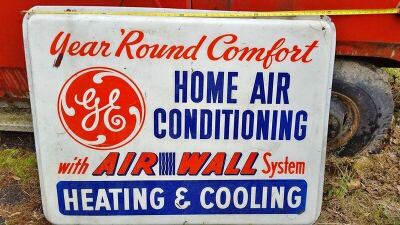 Year 'Round Comfort
GE
HOME AIR
CONDITIONING
with AIR WALL System
HEATING & COOLING